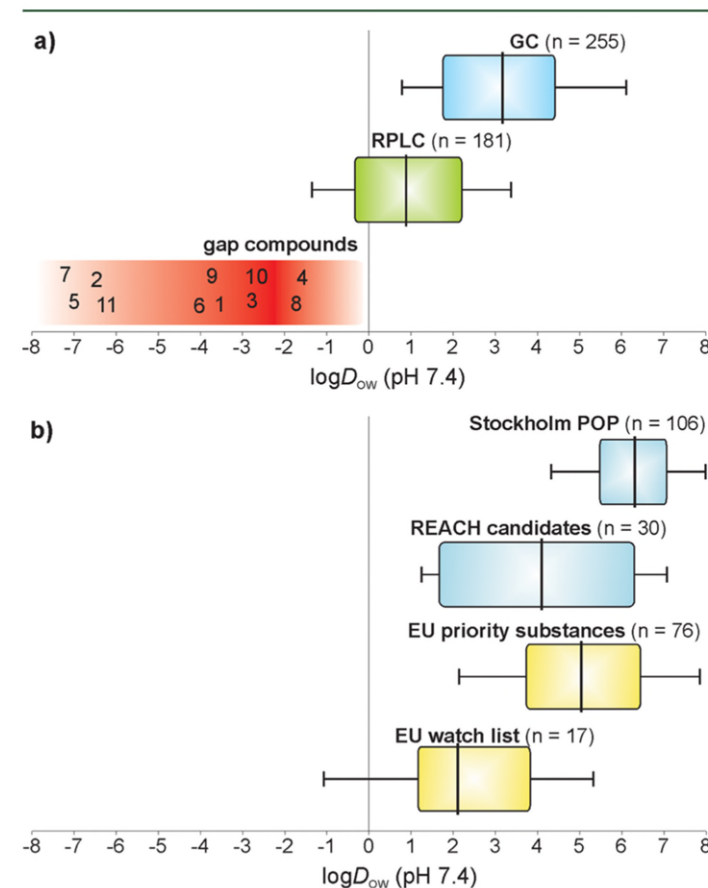 a)
GC (n = 255)
RPLC (n = 181)
gap compounds
7 2 9 10 4
5 11 6 1 3 8
-8 -7 -6 -5 -4 -3 -2 -1 0 1 2 3 4 5 6 7 8
logDow (pH 7.4)
b)
Stockholm POP (n = 106)
REACH candidates (n = 30)
EU priority substances (n = 76)
EU watch list (n = 17)
-8 -7 -6 -5 -4 -3 -2 -1 0 1 2 3 4 5 6 7 8
logDow (pH 7.4)